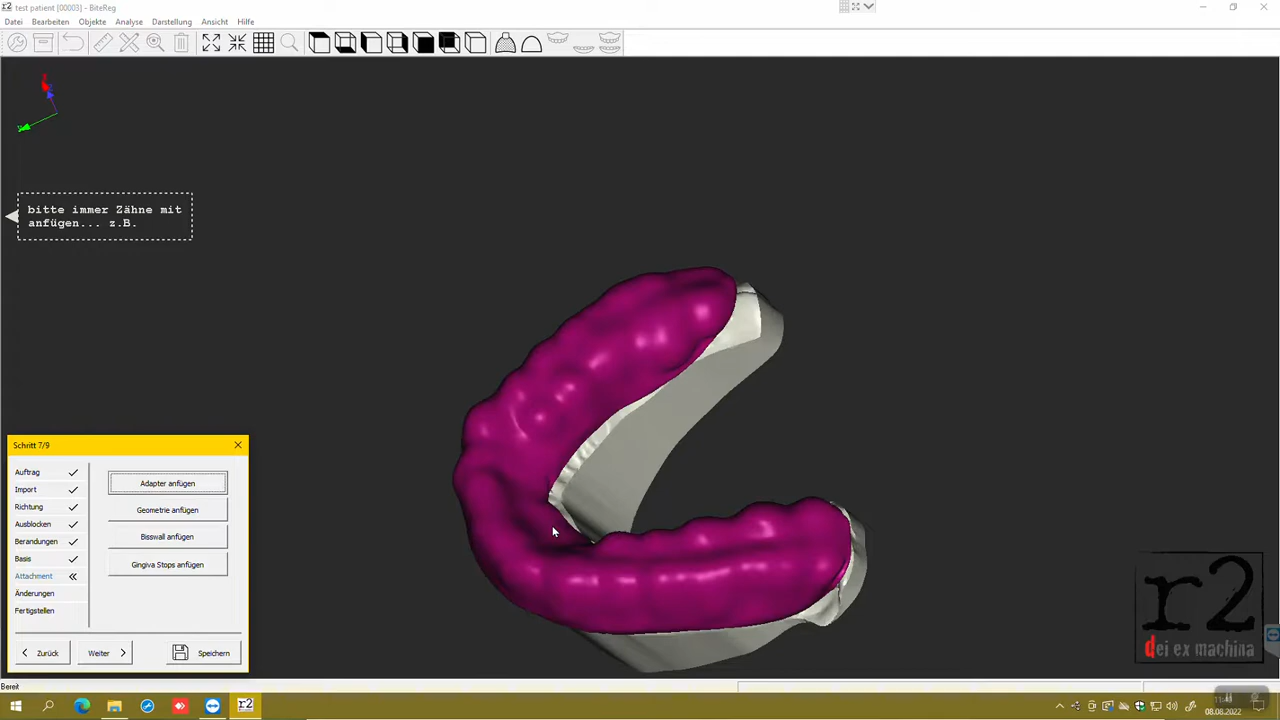 test patient [00003] - BiteReg
Datei Bearbeiten Objekte Analyse Darstellung Ansicht Hilfe
bitte immer Zähne mit
anfügen... z.B.
Schritt 7/9
Auftrag
Import
Richtung
Ausblocken
Berandungen
Basis
Attachment
Änderungen
Fertigstellen
Adapter anfügen
Geometrie anfügen
Bisswall anfügen
Gingiva Stops anfügen
Zurück
Weiter
Speichern
r2
dei ex machina
Bereit
r2
08.08.2022